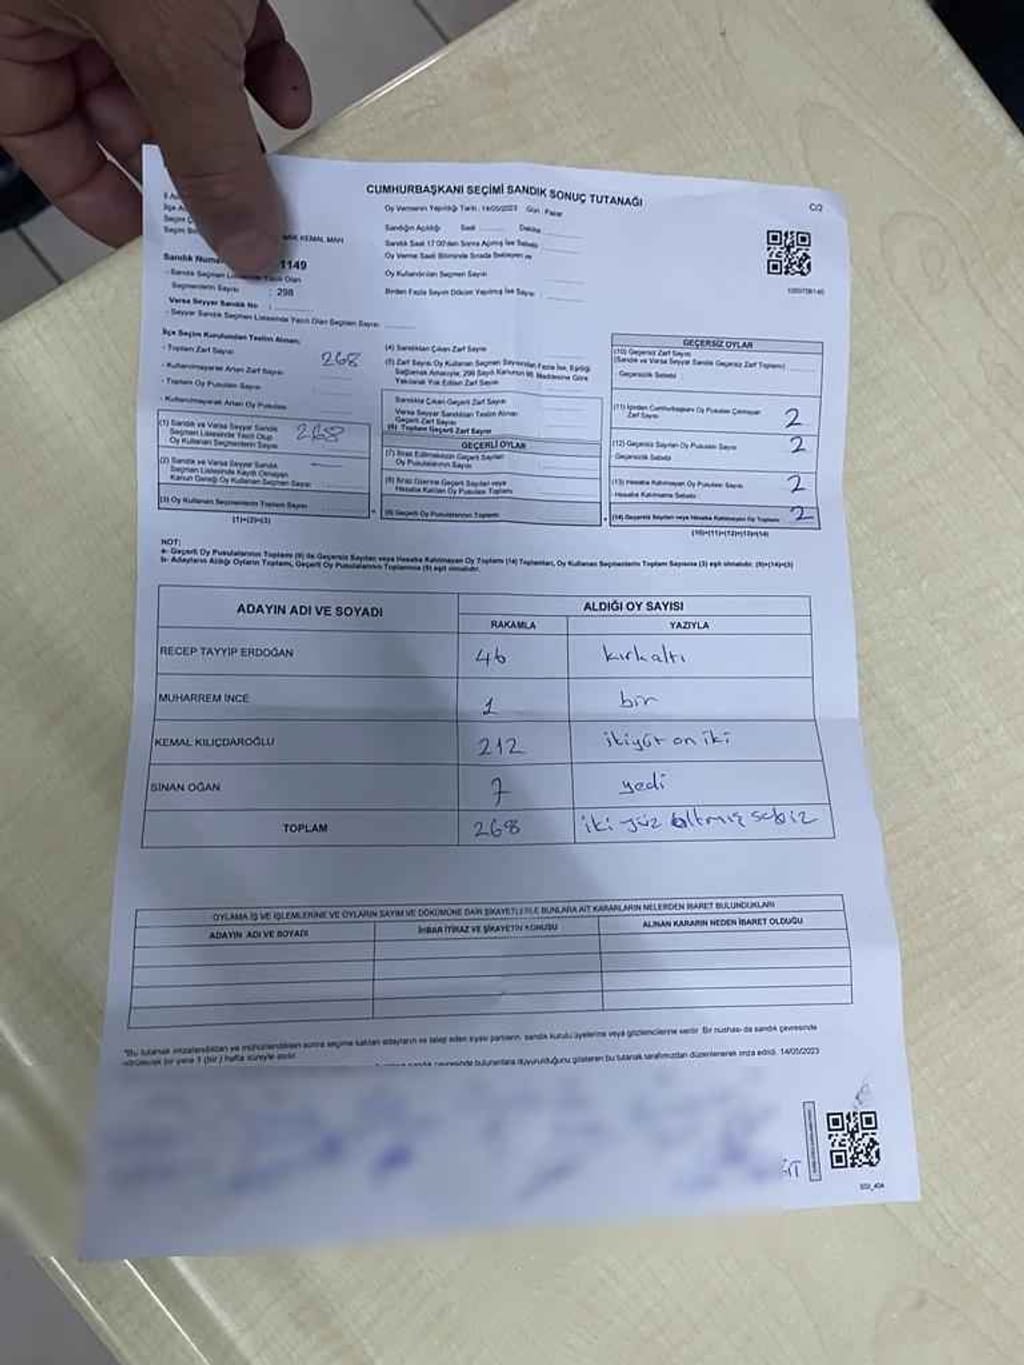 CUMHURBAŞKANI SEÇİMİ SANDIK SONUÇ TUTANAĞI
C/2
Oy Vermenin Yapıldığı Tarih : 14/05/2023 Gün : Pazar
Sandığın Açıldığı Saat Dakika
Sandık Saat 17:00'den Sonra Açılmış İse Sebebi
Oy Verme Saati Bitiminde Sırada Bekleyen
Oy Kullandırılan Seçmen Sayısı
Birden Fazla Sayım Döküm Yapılmış İse Sayısı :
KEMAL MAH
Sandık 1149
- Sandık Seçmen Yazılı Olan
Seçmenlerin Sayısı : 298
Varsa Seyyar Sandık No :
- Seyyar Sandık Seçmen Listesinde Yazılı Olan Seçmen Sayısı
İlçe Seçim Kurulundan Teslim Alınan;
- Toplam Zarf Sayısı 268
- Kullanılmayarak Artan Zarf Sayısı
- Toplam Oy Pusulası Sayısı
- Kullanılmayarak Artan Oy Pusulası
(1) Sandık ve Varsa Seyyar Sandık
Seçmen Listesinde Yazılı Olup
Oy Kullanan Seçmenlerin Sayısı 268
(2) Sandık ve Varsa Seyyar Sandık
Seçmen Listesinde Kaydı Olmayan
Kanun Gereği Oy Kullanan Seçmen Sayısı
(3) Oy Kullanan Seçmenlerin Toplam Sayısı
(1)+(2)=(3)
(4) Sandıktan Çıkan Zarf Sayısı
(5) Zarf Sayısı Oy Kullanan Seçmen Sayısından Fazla İse, Eşitliği
Sağlamak Amacıyla; 298 Sayılı Kanunun 98. Maddesine Göre
Yakılarak Yok Edilen Zarf Sayısı
Sandıkta Çıkan Geçerli Zarf Sayısı
Varsa Seyyar Sandıktan Teslim Alınan
Geçerli Zarf Sayısı
(6) Toplam Geçerli Zarf Sayısı
GEÇERLİ OYLAR
(7) İtiraz Edilmeksizin Geçerli Sayılan
Oy Pusulalarının Sayısı
(8) İtiraz Üzerine Geçerli Sayılan veya
Hesaba Katılan Oy Pusulası Toplamı
(9) Geçerli Oy Pusulalarının Toplamı
GEÇERSİZ OYLAR
(10) Geçersiz Zarf Sayısı
(Sandık ve Varsa Seyyar Sandık Geçersiz Zarf Toplamı)
Geçersizlik Sebebi :
(11) İçinden Cumhurbaşkanı Oy Pusulası Çıkmayan
Zarf Sayısı 2
(12) Geçersiz Sayılan Oy Pusulası Sayısı 2
Geçersizlik Sebebi
(13) Hesaba Katılmayan Oy Pusulası Sayısı 2
Hesaba Katılmama Sebebi
(14) Geçersiz Sayılan veya Hesaba Katılmayan Oy Toplamı 2
(10)+(11)+(12)+(13)=(14)
NOT:
a- Geçerli Oy Pusulalarının Toplamı (9) ile Geçersiz Sayılan veya Hesaba Katılmayan Oy Toplamı (14) Toplamları, Oy Kullanan Seçmenlerin Toplam Sayısına (3) eşit olmalıdır. (9)+(14)=(3)
b- Adayların Aldığı Oyların Toplamı, Geçerli Oy Pusulalarının Toplamına (9) eşit olmalıdır.
ADAYIN ADI VE SOYADI ALDIĞI OY SAYISI
RAKAMLA YAZIYLA
RECEP TAYYİP ERDOĞAN 46 kırkaltı
MUHARREM İNCE 1 bir
KEMAL KILIÇDAROĞLU 212 ikiyüz on iki
SİNAN OĞAN 7 yedi
TOPLAM 268 iki yüz altmış sekiz
OYLAMA İŞ VE İŞLEMLERİNE VE OYLARIN SAYIM VE DÖKÜMÜNE DAİR ŞİKAYETLERLE BUNLARA AİT KARARLARIN NELERDEN İBARET BULUNDUKLARI
ADAYIN ADI VE SOYADI İHBAR İTİRAZ VE ŞİKAYETİN KONUSU ALINAN KARARIN NEDEN İBARET OLDUĞU
*Bu tutanak imzalandıktan ve mühürlendikten sonra seçime katılan adayların ve talep eden siyasi partilerin, sandık kurulu üyelerine veya gözlemcilerine verilir. Bir nüshası da sandık çevresinde
bir yere 1 (bir) hafta süreyle asılır.
sandık çevresinde bulunanlara duyurulduğunu gösteren bu tutanak tarafımızdan düzenlenerek imza edildi. 14/05/2023